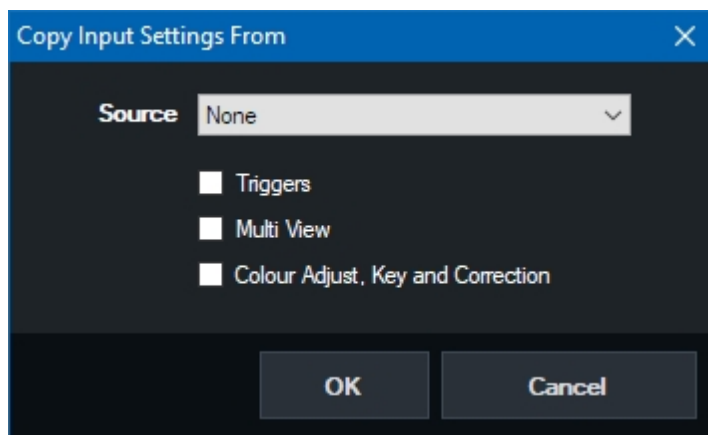 Copy Input Settings From
Source None
Triggers
Multi View
Colour Adjust, Key and Correction
OK Cancel